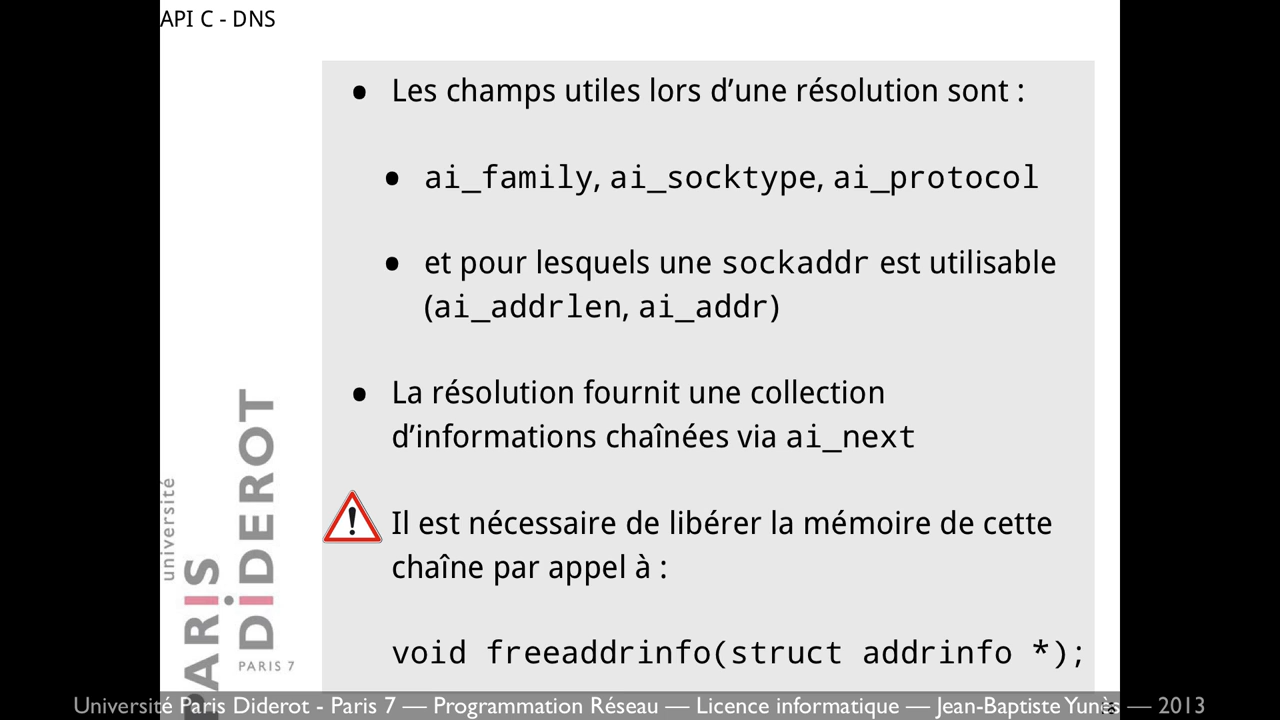 API C - DNS
• Les champs utiles lors d’une résolution sont :
• ai_family, ai_socktype, ai_protocol
• et pour lesquels une sockaddr est utilisable
(ai_addrlen, ai_addr)
• La résolution fournit une collection
d’informations chaînées via ai_next
Il est nécessaire de libérer la mémoire de cette
chaîne par appel à :
void freeaddrinfo(struct addrinfo *);
université
PARIS
DiDEROT
PARIS 7
Université Paris Diderot - Paris 7 — Programmation Réseau — Licence informatique — Jean-Baptiste Yunès — 2013